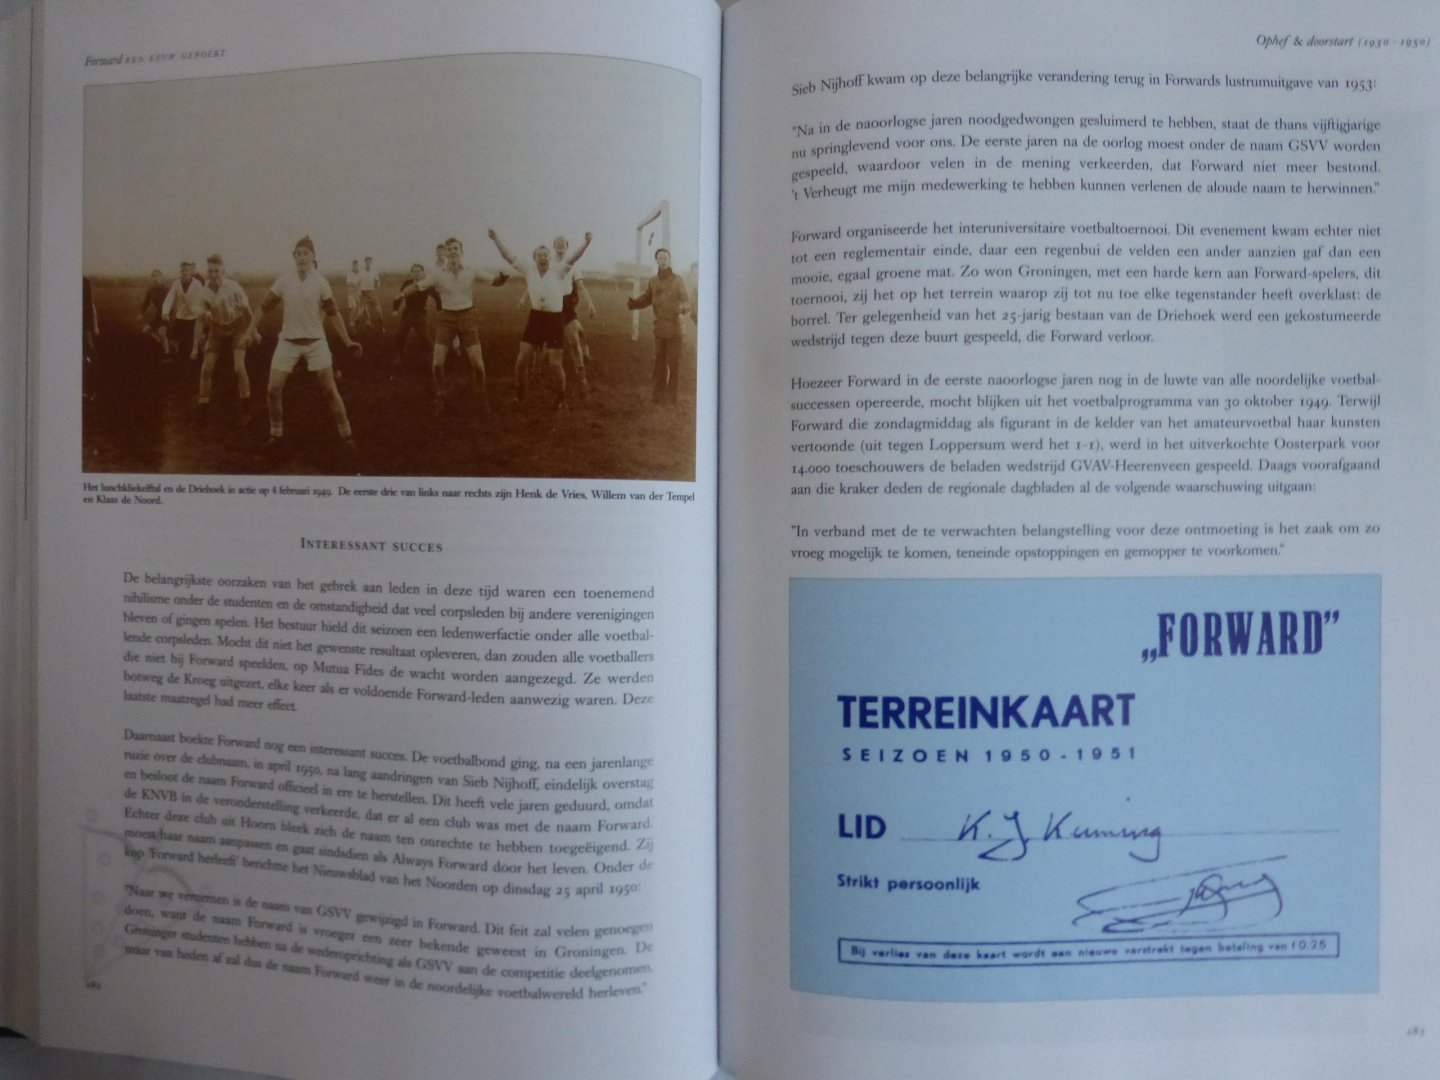 Forward EEN EEUW GEBOEKT
Het lunchkliekelftal en de Driehoek in actie op 4 februari 1949. De eerste drie van links naar rechts zijn Henk de Vries, Willem van der Tempel
en Klaas de Noord.
INTERESSANT SUCCES
De belangrijkste oorzaken van het gebrek aan leden in deze tijd waren een toenemend
nihilisme onder de studenten en de omstandigheid dat veel corpsleden bij andere verenigingen
bleven of gingen spelen. Het bestuur hield dit seizoen een ledenwerfactie onder alle voetbal-
lende corpsleden. Mocht dit niet het gewenste resultaat opleveren, dan zouden alle voetballers
die niet bij Forward speelden, op Mutua Fides de wacht worden aangezegd. Ze werden
botweg de Kroeg uitgezet, elke keer als er voldoende Forward-leden aanwezig waren. Deze
laatste maatregel had meer effect.
Daarnaast boekte Forward nog een interessant succes. De voetbalbond ging, na een jarenlange
ruzie over de clubnaam, in april 1950, na lang aandringen van Sieb Nijhoff, eindelijk overstag
en besloot de naam Forward officieel in ere te herstellen. Dit heeft vele jaren geduurd, omdat
de KNVB in de veronderstelling verkeerde, dat er al een club was met de naam Forward.
Echter deze club uit Hoorn bleek zich de naam ten onrechte te hebben toegeëigend. Zij
moest haar naam aanpassen en gaat sindsdien als Always Forward door het leven. Onder de
kop 'Forward herleeft' berichtte het Nieuwsblad van het Noorden op dinsdag 25 april 1950:
"Naar we vernemen is de naam van GSVV gewijzigd in Forward. Dit feit zal velen genoegen
doen, want de naam Forward is vroeger een zeer bekende geweest in Groningen. De
Groninger studenten hebben na de wederoprichting als GSVV aan de competitie deelgenomen,
maar van heden af zal dus de naam Forward weer in de noordelijke voetbalwereld herleven."
282
Ophef & doorstart (1930 - 1950)
Sieb Nijhoff kwam op deze belangrijke verandering terug in Forwards lustrumuitgave van 1953:
"Na in de naoorlogse jaren noodgedwongen gesluimerd te hebben, staat de thans vijftigjarige
nu springlevend voor ons. De eerste jaren na de oorlog moest onder de naam GSVV worden
gespeeld, waardoor velen in de mening verkeerden, dat Forward niet meer bestond.
't Verheugt me mijn medewerking te hebben kunnen verlenen de aloude naam te herwinnen."
Forward organiseerde het interuniversitaire voetbaltoernooi. Dit evenement kwam echter niet
tot een reglementair einde, daar een regenbui de velden een ander aanzien gaf dan een
mooie, egaal groene mat. Zo won Groningen, met een harde kern aan Forward-spelers, dit
toernooi, zij het op het terrein waarop zij tot nu toe elke tegenstander heeft overklast: de
borrel. Ter gelegenheid van het 25-jarig bestaan van de Driehoek werd een gekostumeerde
wedstrijd tegen deze buurt gespeeld, die Forward verloor.
Hoezeer Forward in de eerste naoorlogse jaren nog in de luwte van alle noordelijke voetbal-
successen opereerde, mocht blijken uit het voetbalprogramma van 30 oktober 1949. Terwijl
Forward die zondagmiddag als figurant in de kelder van het amateurvoetbal haar kunsten
vertoonde (uit tegen Loppersum werd het 1-1), werd in het uitverkochte Oosterpark voor
14.000 toeschouwers de beladen wedstrijd GVAV-Heerenveen gespeeld. Daags voorafgaand
aan die kraker deden de regionale dagbladen al de volgende waarschuwing uitgaan:
"In verband met de te verwachten belangstelling voor deze ontmoeting is het zaak om zo
vroeg mogelijk te komen, teneinde opstoppingen en gemopper te voorkomen."
„FORWARD”
TERREINKAART
SEIZOEN 1950-1951
LID K. J.
Strikt persoonlijk
Bij verlies van deze kaart wordt een nieuwe verstrekt tegen betaling van f 0.25
283